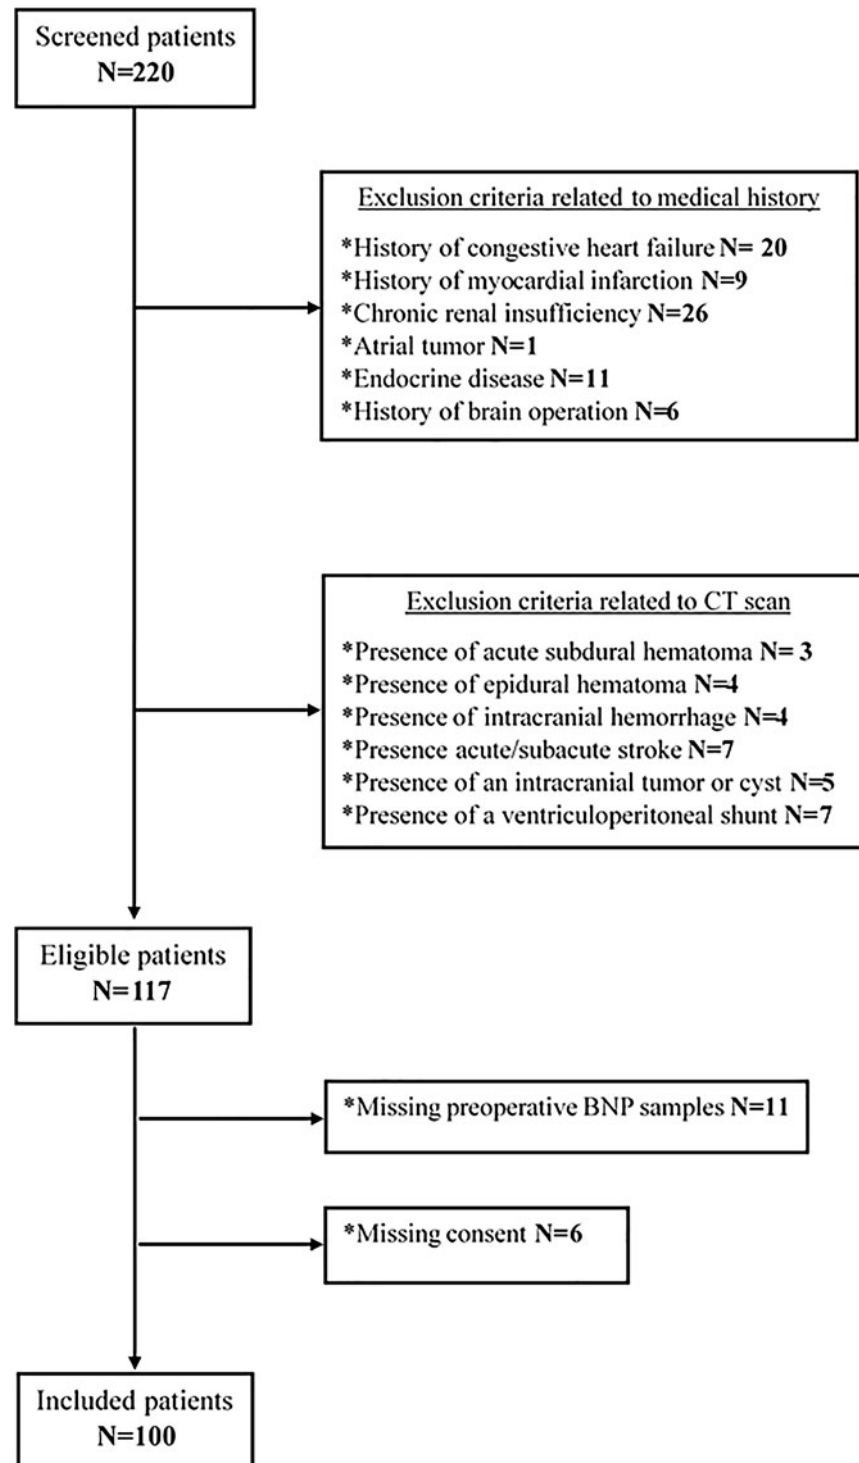 Screened patients
N=220
Exclusion criteria related to medical history
*History of congestive heart failure N= 20
*History of myocardial infarction N=9
*Chronic renal insufficiency N=26
*Atrial tumor N=1
*Endocrine disease N=11
*History of brain operation N=6
Exclusion criteria related to CT scan
*Presence of acute subdural hematoma N= 3
*Presence of epidural hematoma N=4
*Presence of intracranial hemorrhage N=4
*Presence acute/subacute stroke N=7
*Presence of an intracranial tumor or cyst N=5
*Presence of a ventriculoperitoneal shunt N=7
Eligible patients
N=117
*Missing preoperative BNP samples N=11
*Missing consent N=6
Included patients
N=100